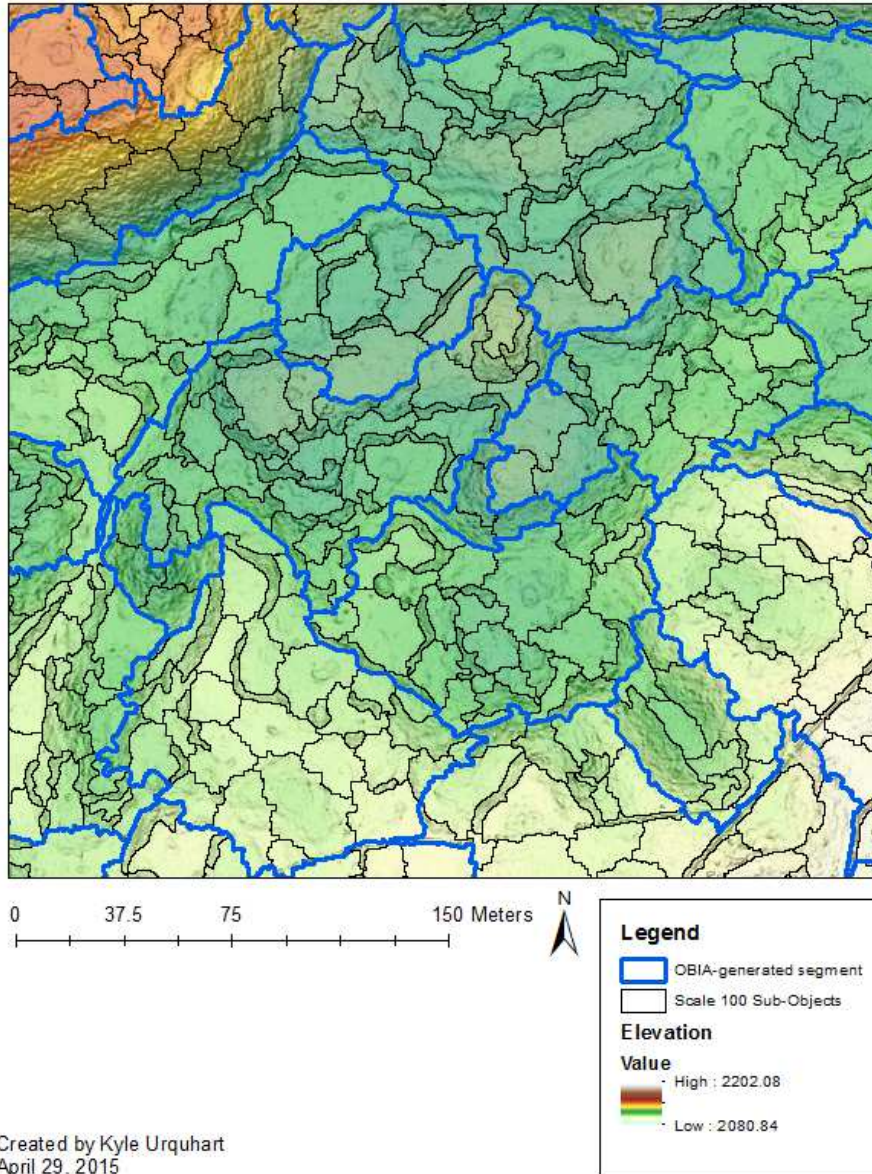 0 37.5 75 150 Meters
N
Legend
OBIA-generated segment
Scale 100 Sub-Objects
Elevation
Value
High : 2202.08
Low : 2080.84
Created by Kyle Urquhart
April 29, 2015